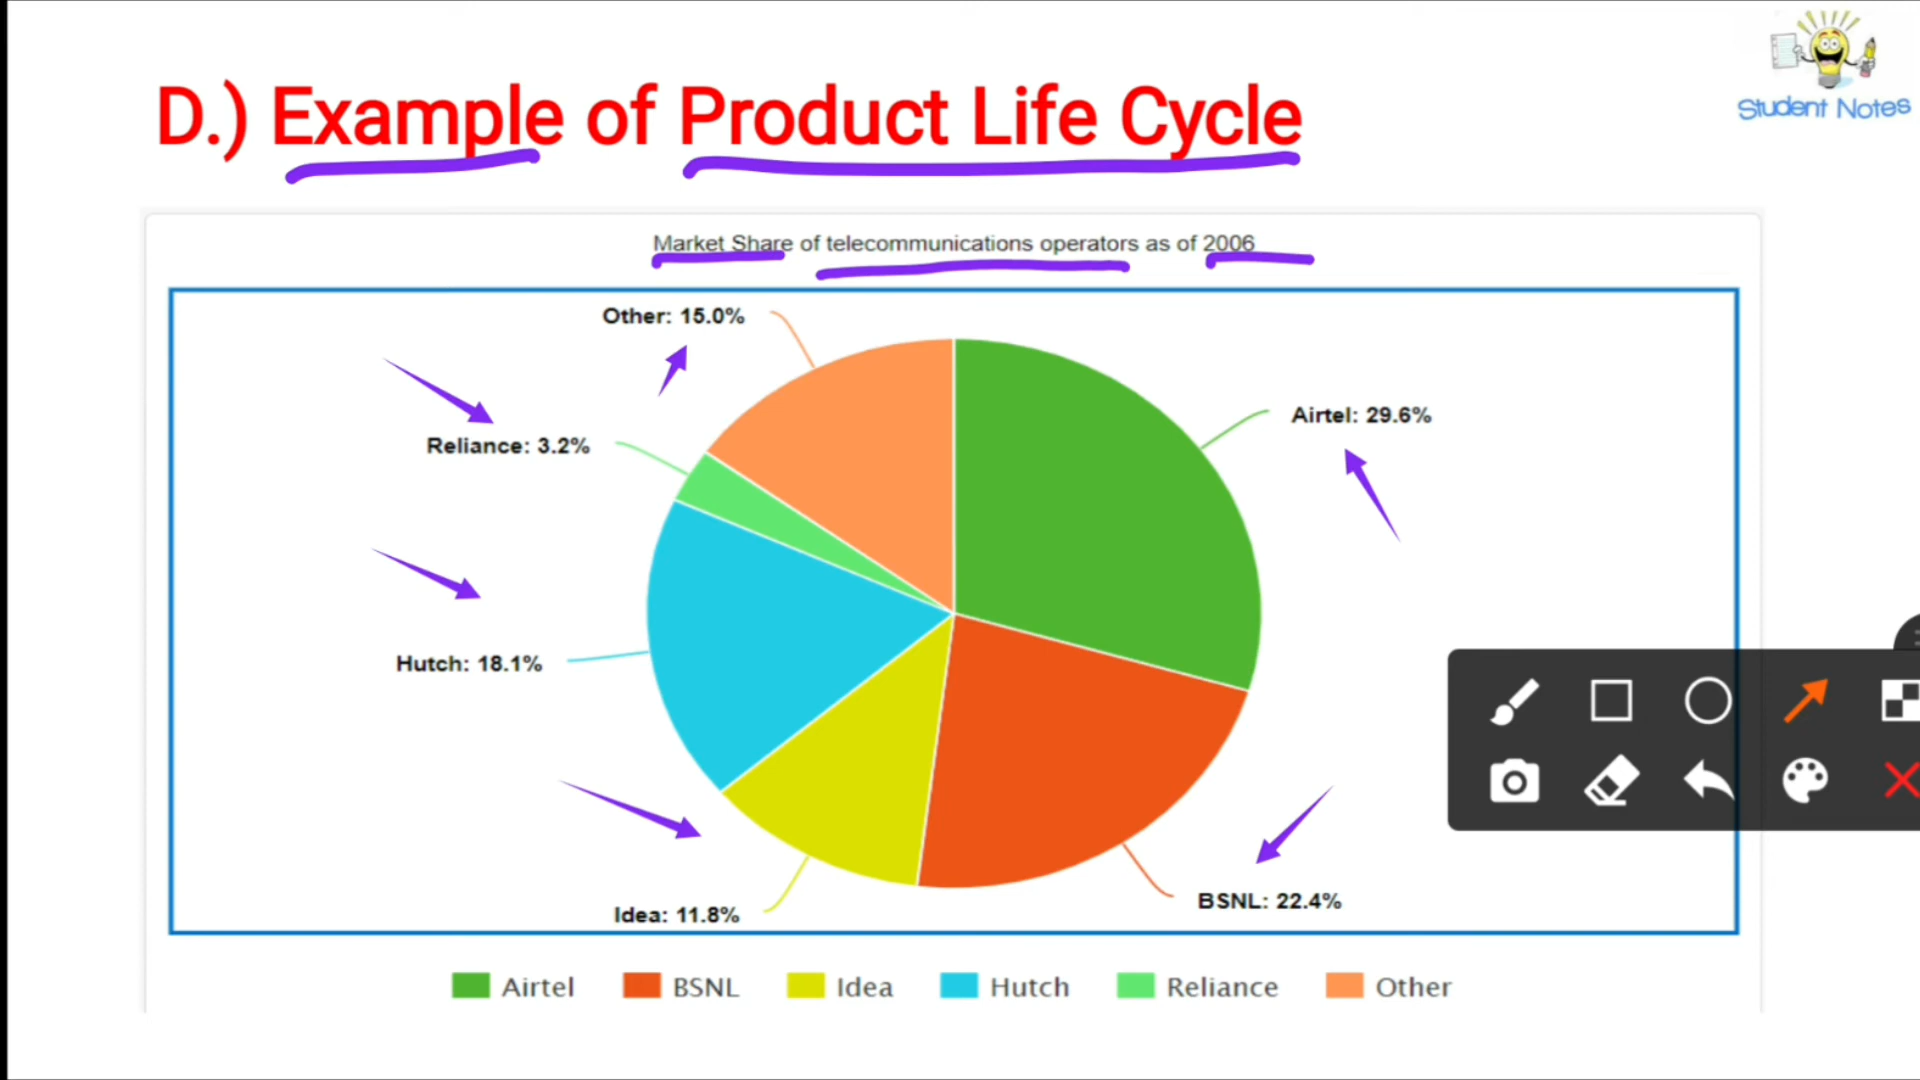 D.) Example of Product Life Cycle
Student Notes
Market Share of telecommunications operators as of 2006
Other: 15.0%
Airtel: 29.6%
Reliance: 3.2%
Hutch: 18.1%
BSNL: 22.4%
Idea: 11.8%
Airtel BSNL Idea Hutch Reliance Other